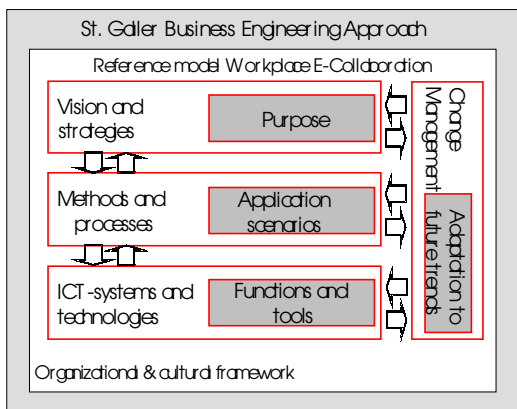 St. Galler Business Engineering Approach
Reference model Workplace E-Collaboration
Vision and
strategies
Purpose
Methods and
processes
Application
scenarios
ICT-systems and
technologies
Functions and
tools
Change
Management
Adaptation to
future trends
Organizational & cultural framework